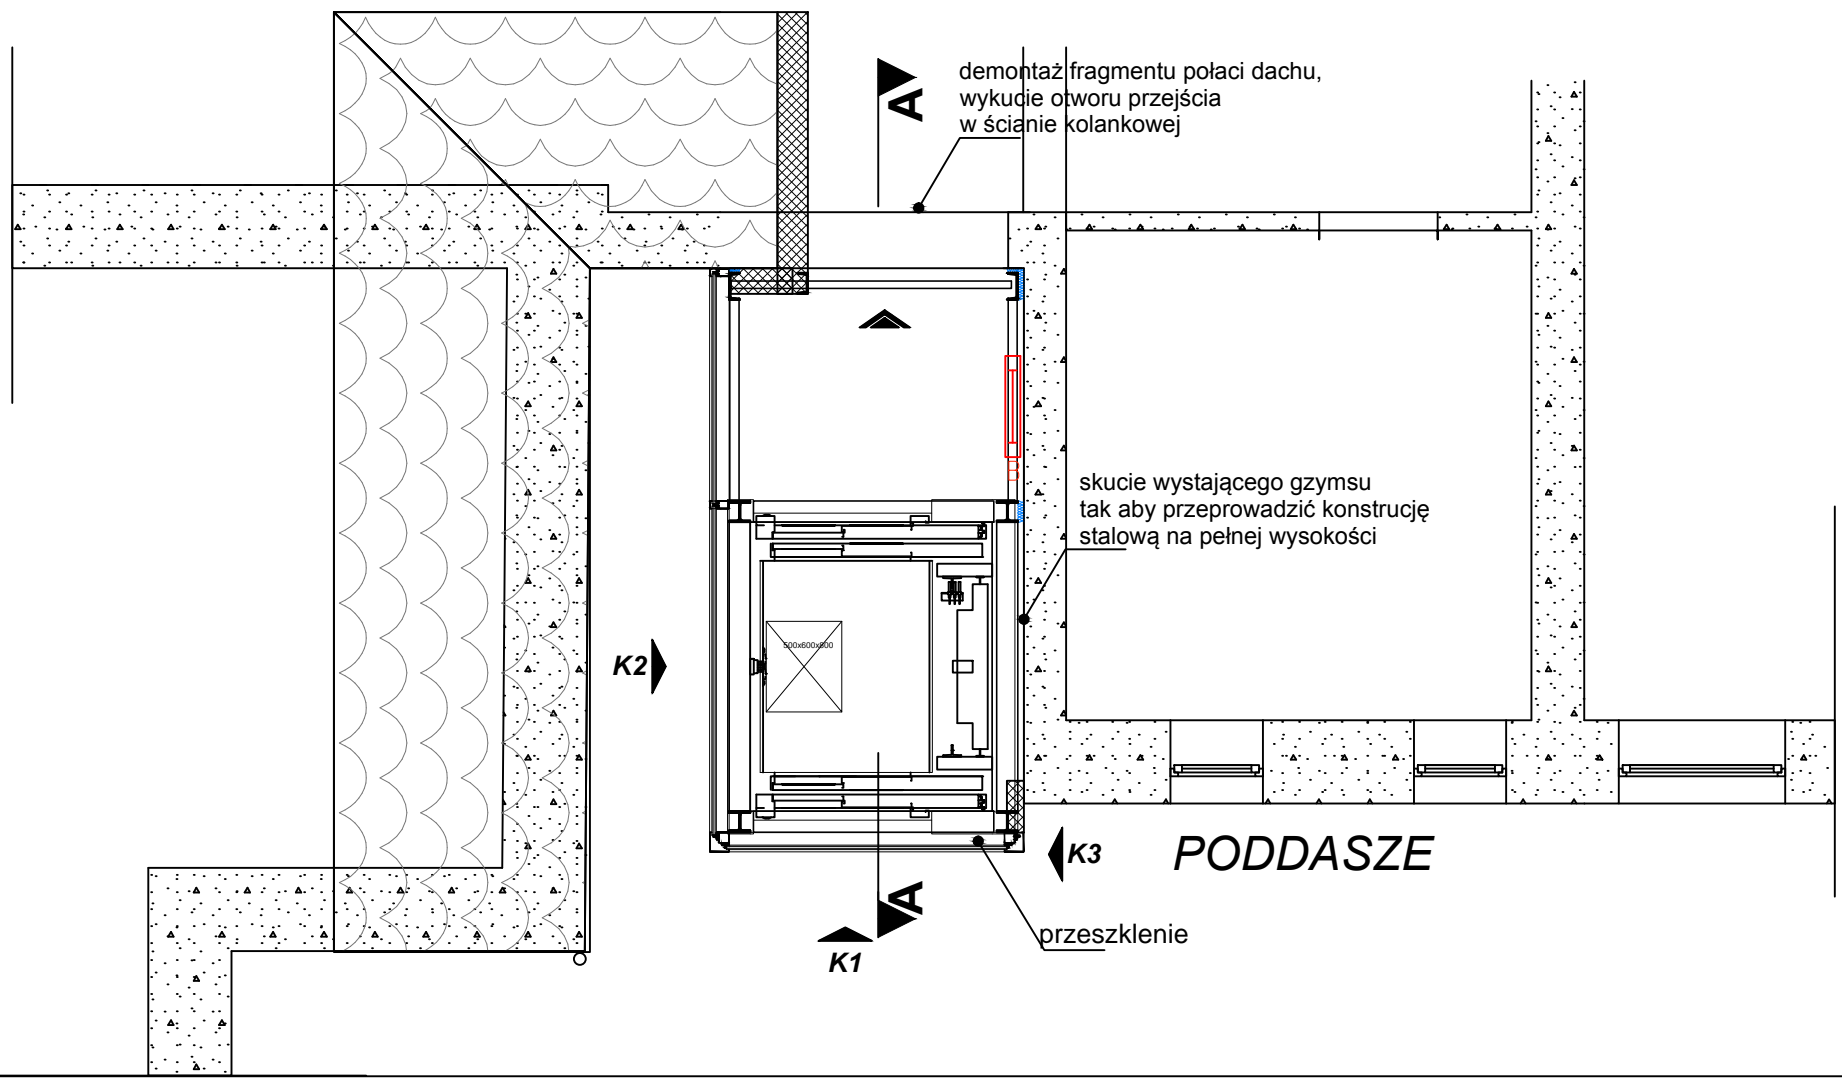 demontaż fragmentu połaci dachu,
wykucie otworu przejścia
w ścianie kolankowej
A
skucie wystającego gzymsu
tak aby przeprowadzić konstrucję
stalową na pełnej wysokości
500x600x800
K2
K3
PODDASZE
A
przeszklenie
K1